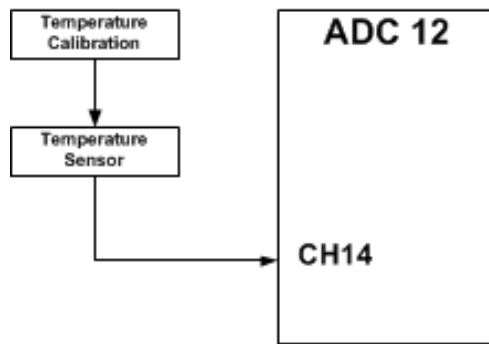 Temperature
Calibration
ADC 12
Temperature
Sensor
CH14